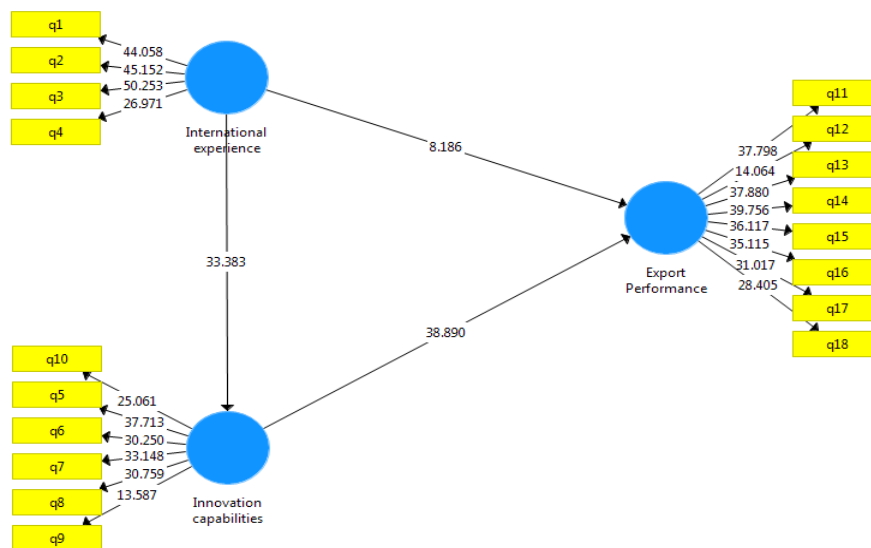 q1
44.058
q2
45.152
q3
50.253
26.971
q4
International
experience
8.186
q11
q12
37.798
14.064
q13
37.880
q14
39.756
36.117
q15
35.115
31.017
q16
28.405
q17
q18
Export
Performance
33.383
38.890
q10
q5
25.061
37.713
q6
30.250
33.148
q7
30.759
13.587
q8
q9
Innovation
capabilities